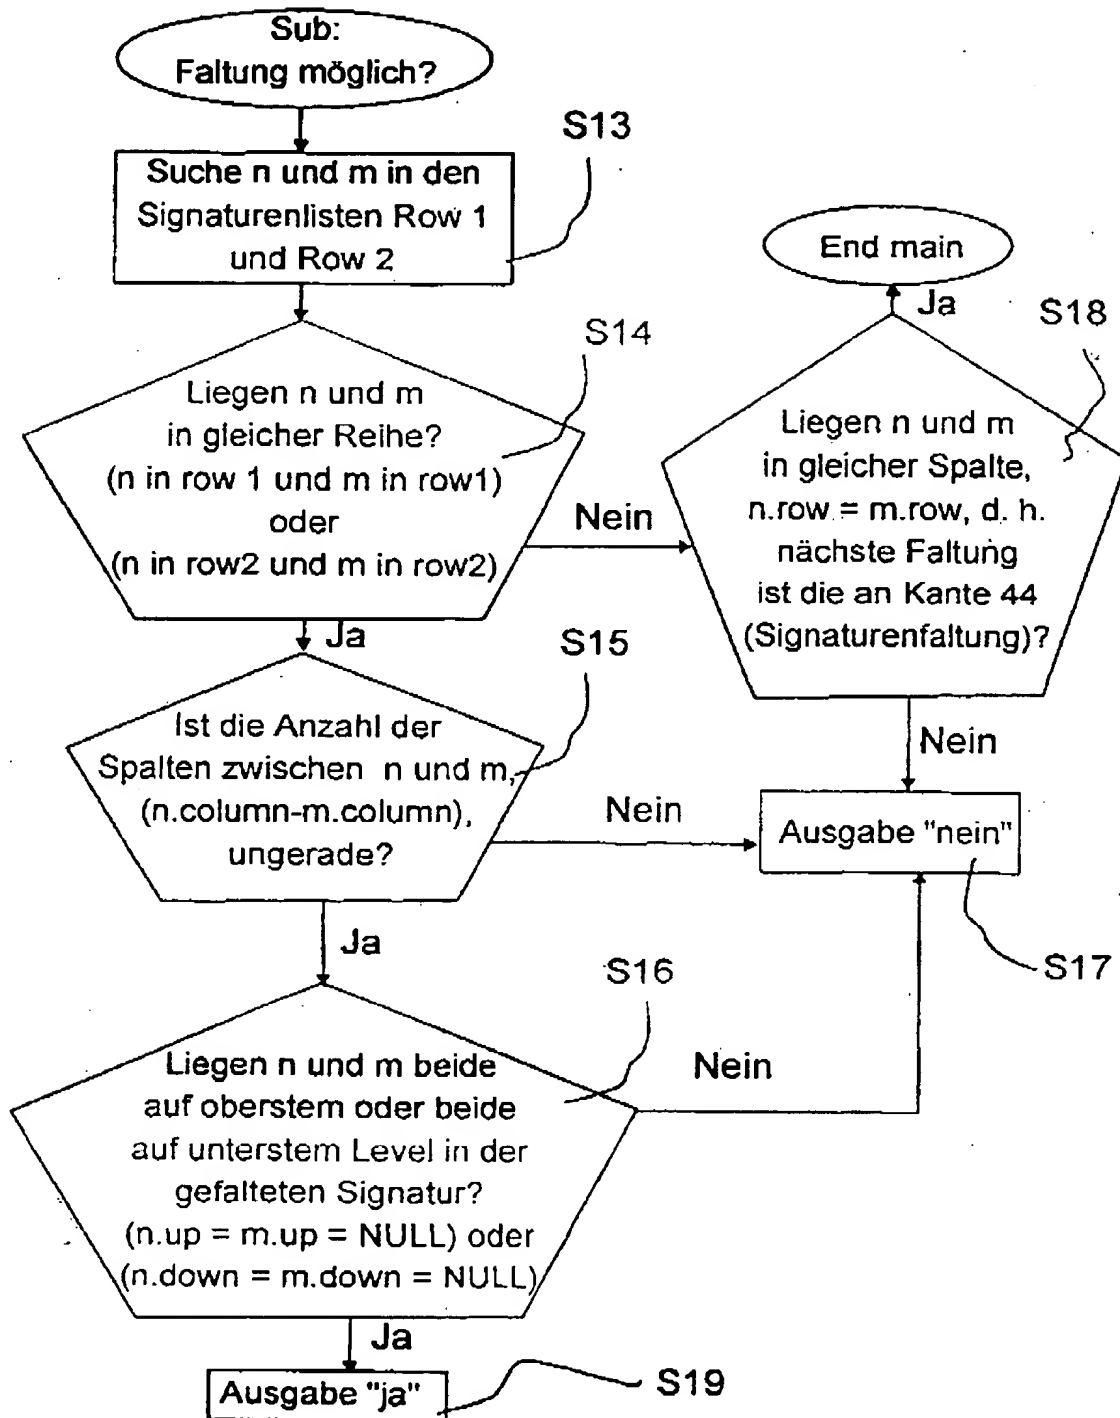 Sub:
Faltung möglich?
S13
Suche n und m in den
Signaturenlisten Row 1
und Row 2
End main
Ja
S18
S14
Liegen n und m
in gleicher Reihe?
(n in row 1 und m in row1)
oder
(n in row2 und m in row2)
Nein
Liegen n und m
in gleicher Spalte,
n.row = m.row, d. h.
nächste Faltung
ist die an Kante 44
(Signaturenfaltung)?
Ja
S15
Nein
Ist die Anzahl der
Spalten zwischen n und m,
(n.column-m.column),
ungerade?
Nein
Ausgabe "nein"
Ja
S17
S16
Liegen n und m beide
auf oberstem oder beide
auf unterstem Level in der
gefalteten Signatur?
(n.up = m.up = NULL) oder
(n.down = m.down = NULL)
Nein
Ja
S19
Ausgabe "ja"